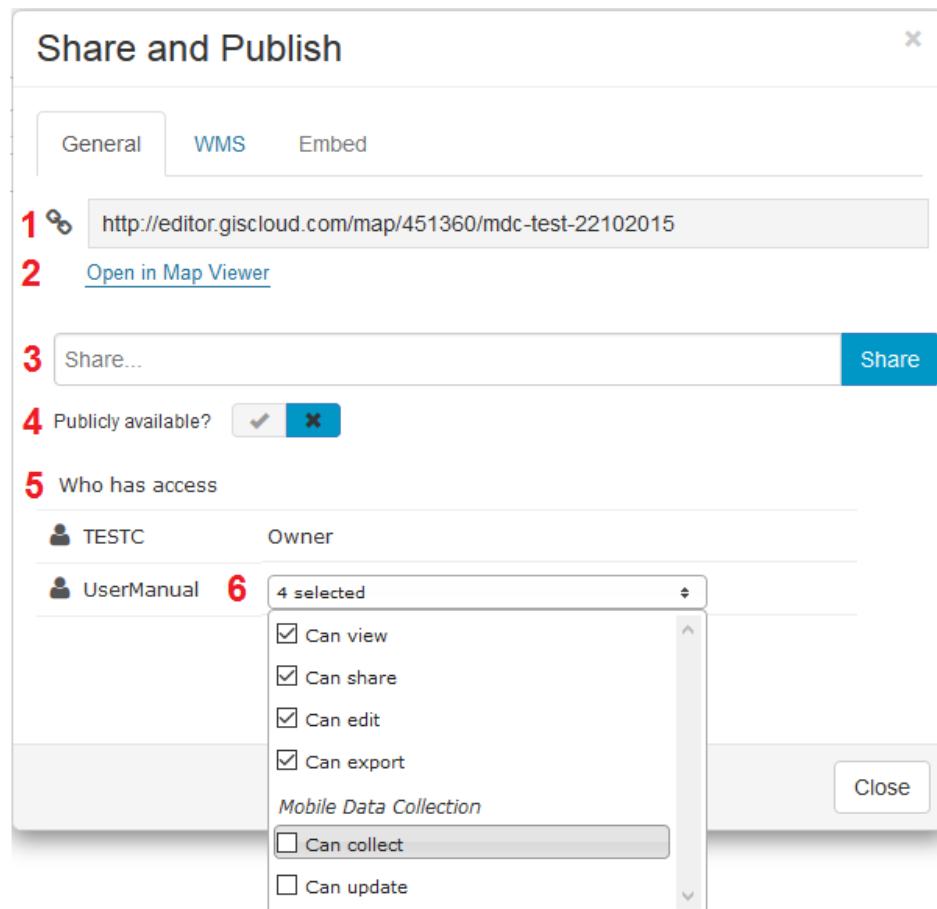 Share and Publish ×
General WMS Embed
1 http://editor.giscloud.com/map/451360/mdc-test-22102015
2 Open in Map Viewer
3 Share... Share
4 Publicly available?
5 Who has access
TESTC Owner
UserManual 6 4 selected
Can view
Can share
Can edit
Can export
Mobile Data Collection
Close
Can collect
Can update